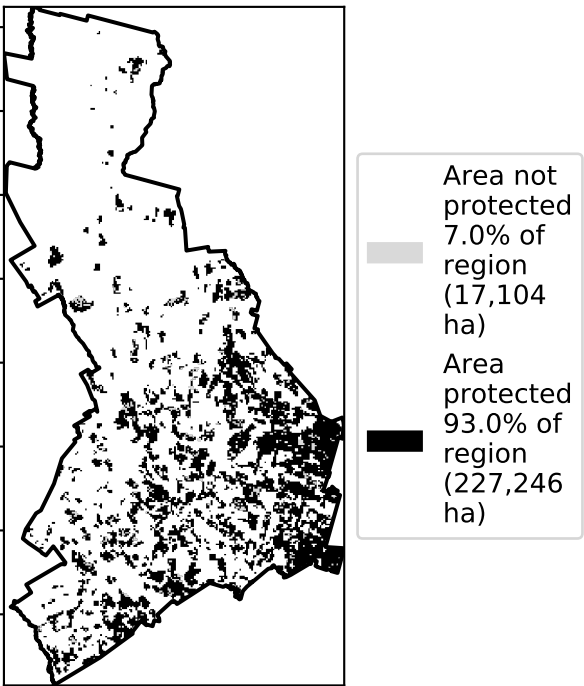 Area not
protected
7.0% of
region
(17,104
ha)
Area
protected
93.0% of
region
(227,246
ha)